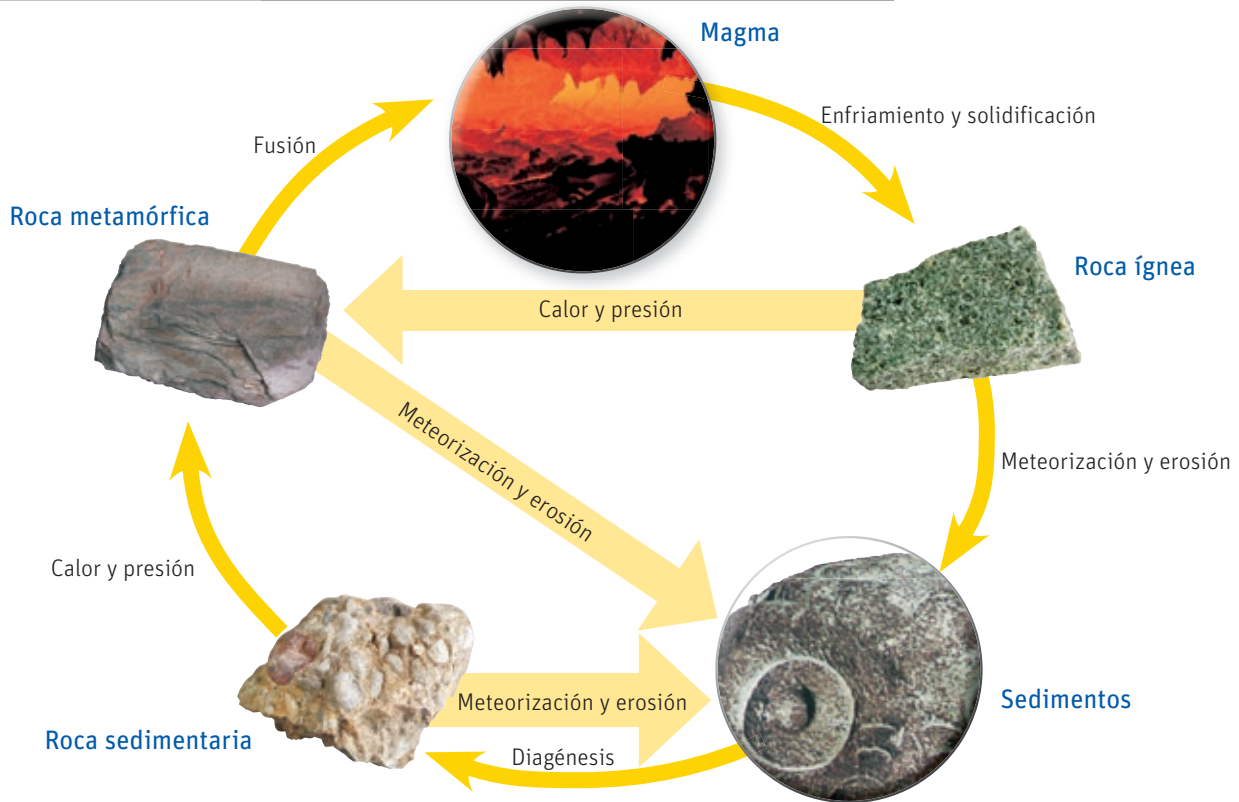 Magma
Enfriamiento y solidificación
Fusión
Roca metamórfica
Roca ígnea
Calor y presión
Meteorización y erosión
Meteorización y erosión
Calor y presión
Meteorización y erosión
Sedimentos
Roca sedimentaria
Diagénesis